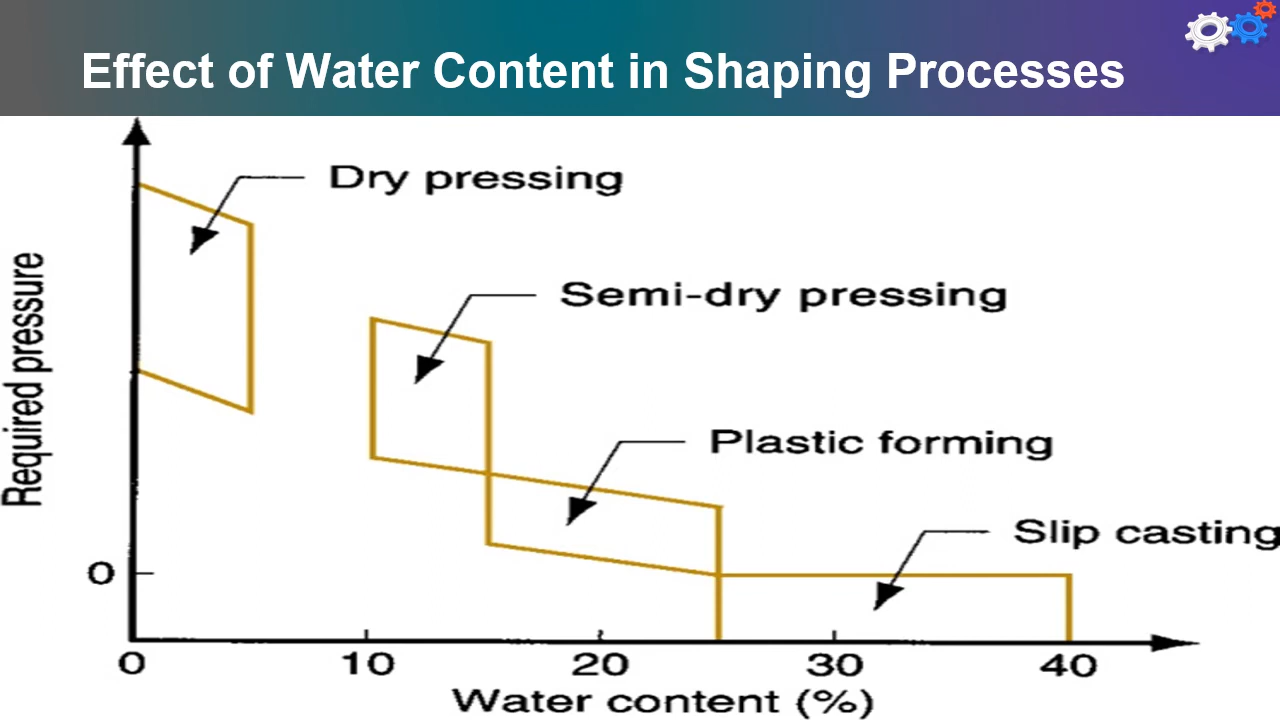 Effect of Water Content in Shaping Processes
Dry pressing
Semi-dry pressing
Plastic forming
Slip casting
Required pressure
0
0 10 20 30 40
Water content (%)